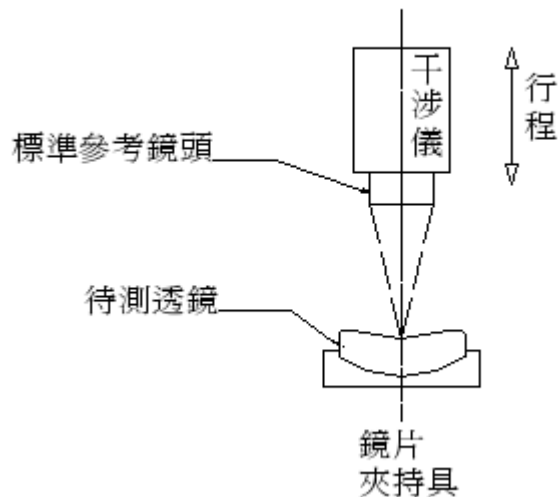 干涉儀
行程
標準參考鏡頭
待測透鏡
鏡片
夾持具